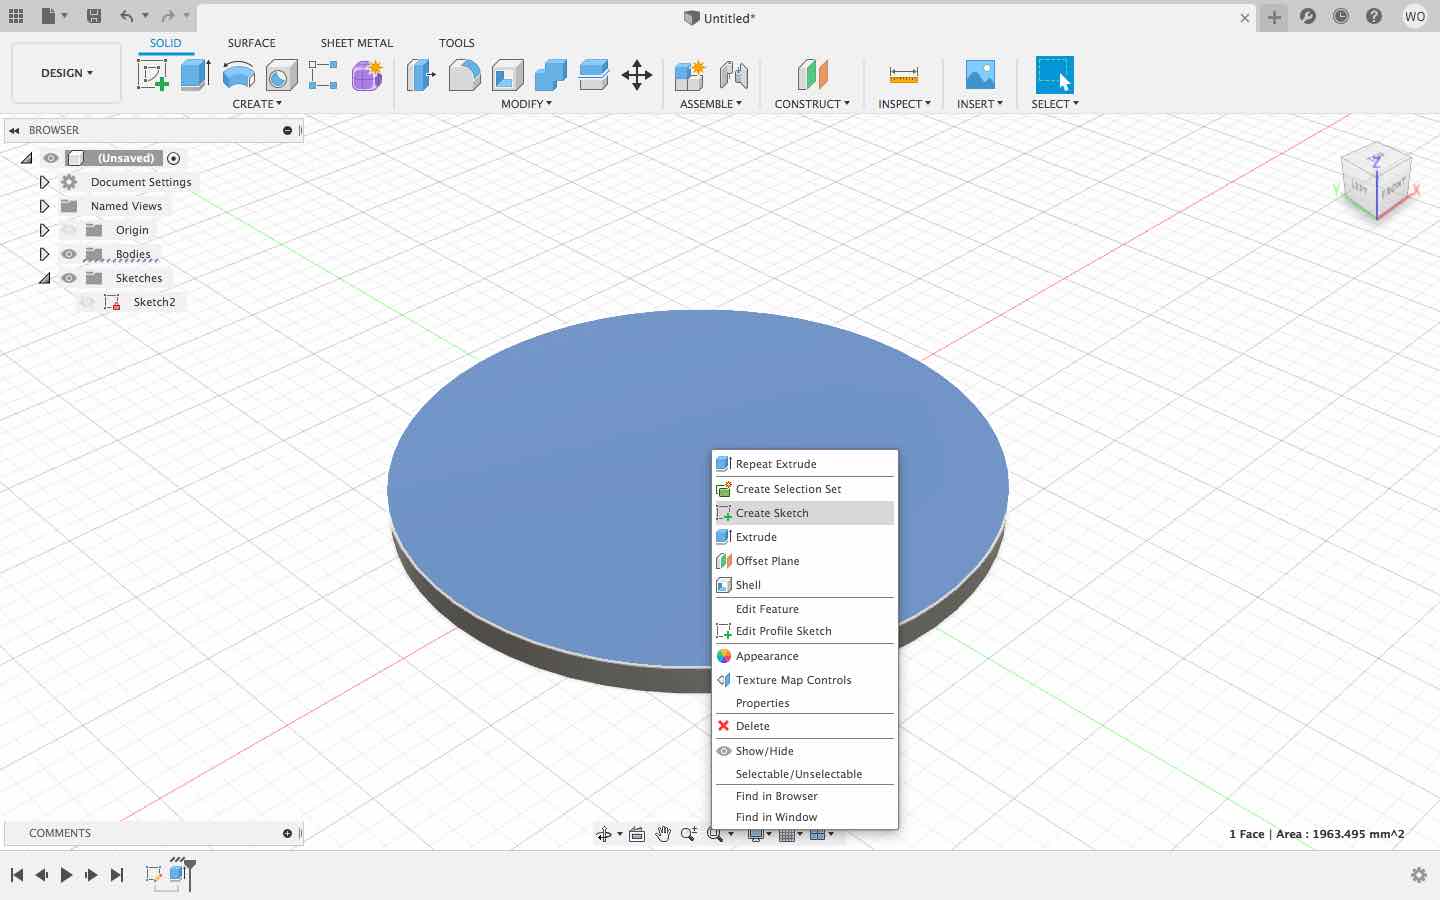 Untitled*
WO
SOLID SURFACE SHEET METAL TOOLS
DESIGN
CREATE MODIFY ASSEMBLE CONSTRUCT INSPECT INSERT SELECT
BROWSER
(Unsaved)
Document Settings
Named Views
Origin
Bodies
Sketches
Sketch2
Z
LEFT
FRONT
Y
X
Repeat Extrude
Create Selection Set
Create Sketch
Extrude
Offset Plane
Shell
Edit Feature
Edit Profile Sketch
Appearance
Texture Map Controls
Properties
Delete
Show/Hide
Selectable/Unselectable
Find in Browser
Find in Window
COMMENTS
1 Face | Area : 1963.495 mm^2